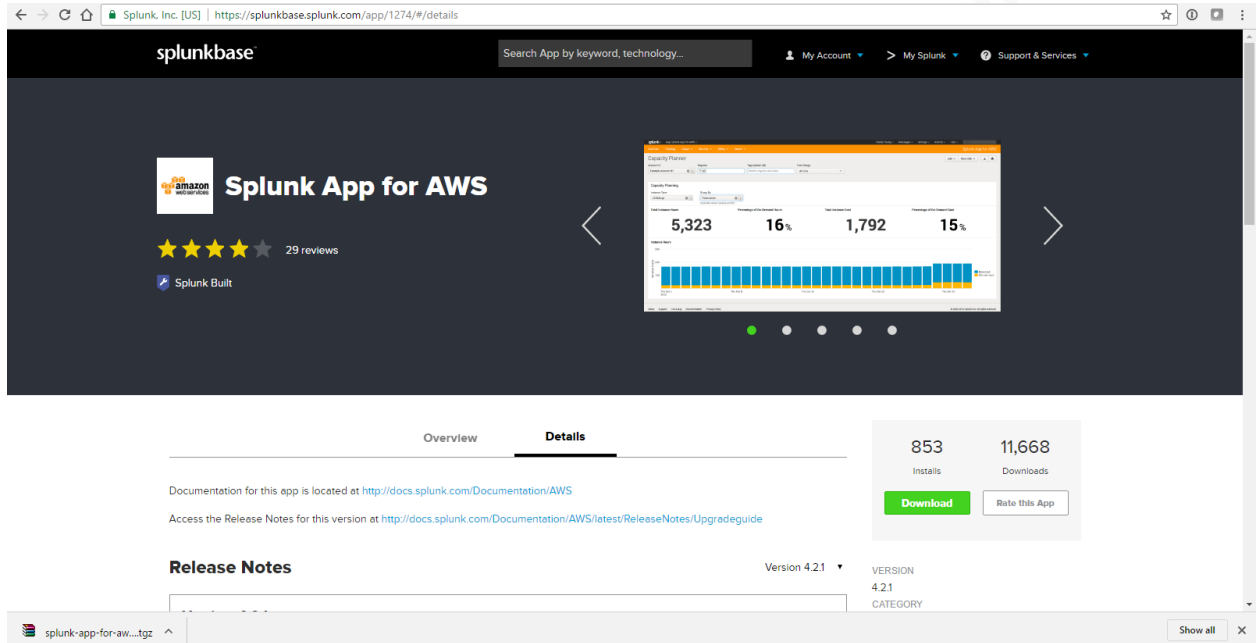 Splunk, Inc. [US] | https://splunkbase.splunk.com/app/1274/#/details
splunkbase
Search App by keyword, technology...
My Account
My Splunk
Support & Services
amazon
web services
Splunk App for AWS
29 reviews
Splunk Built
Capacity Planner
Capacity Planning
5,323
16%
1,792
15%
Overview
Details
853
11,668
Installs
Downloads
Documentation for this app is located at http://docs.splunk.com/Documentation/AWS
Download
Rate this App
Access the Release Notes for this version at http://docs.splunk.com/Documentation/AWS/latest/ReleaseNotes/Upgradeguide
Release Notes
Version 4.2.1
VERSION
4.2.1
CATEGORY
splunk-app-for-aw....tgz
Show all